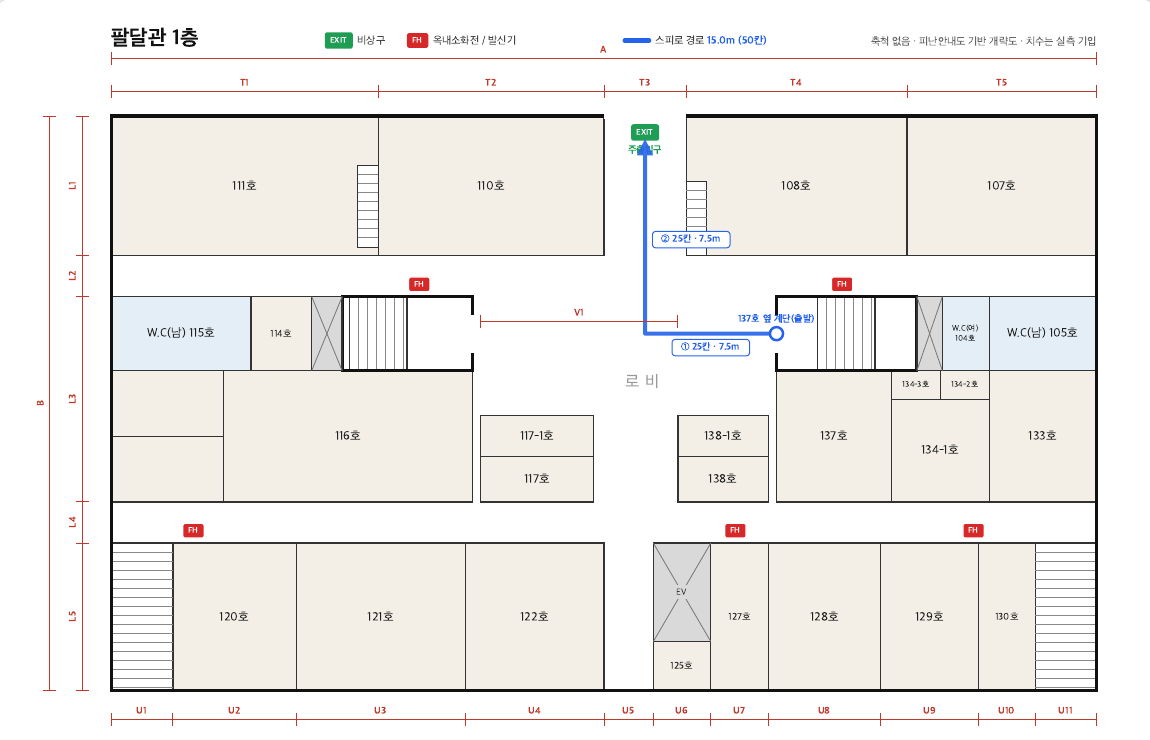 팔달관 1층
EXIT 비상구
FH 옥내소화전 / 발신기
스피로 경로 15.0m (50칸)
축척 없음 · 피난안내도 기반 개략도 · 치수는 실측 기입
A
T1 T2 T3 T4 T5
EXIT
L1
111호 110호 108호 107호
② 25칸 · 7.5m
L2
FH FH
V1
137호 옆 계단(출발)
W.C(남) 115호
114호
W.C(여)
104호
W.C(남) 105호
① 25칸 · 7.5m
로 비
134-3호 134-2호
B
L3
116호
117-1호
138-1호
137호
134-1호
133호
117호
138호
L4
FH FH FH
EV
L5
120호 121호 122호 127호 128호 129호 130호
125호
U1 U2 U3 U4 U5 U6 U7 U8 U9 U10 U11